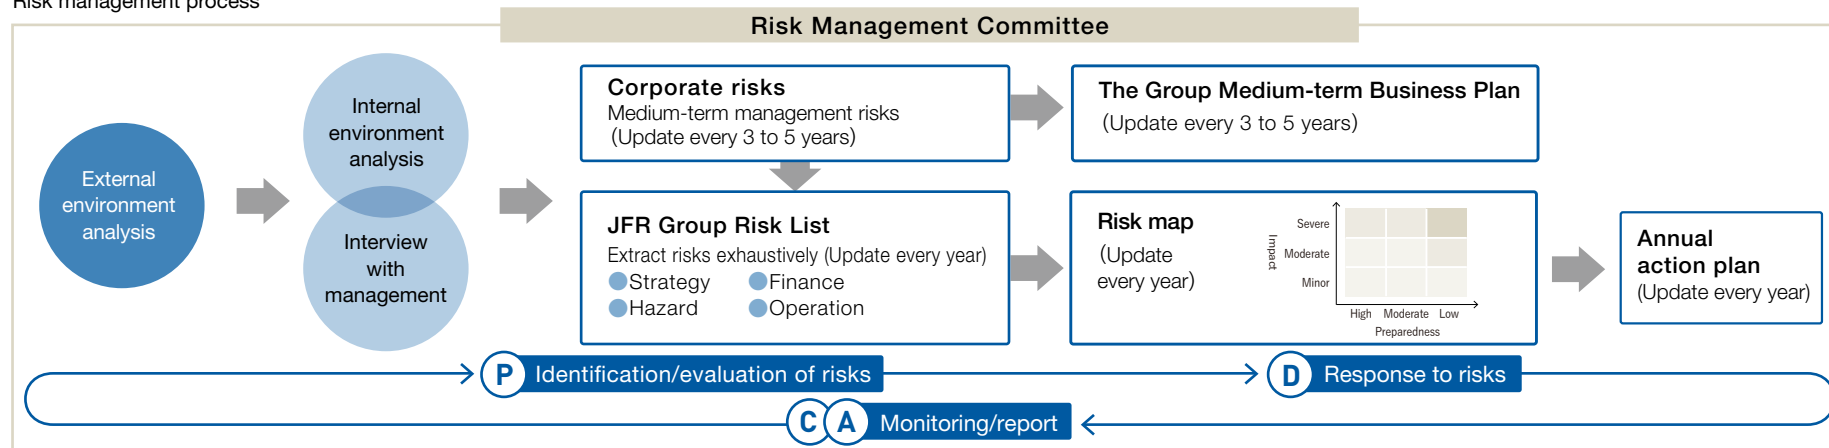 Risk management process
Risk Management Committee
External
environment
analysis
Internal
environment
analysis
Interview
with
management
Corporate risks
Medium-term management risks
(Update every 3 to 5 years)
The Group Medium-term Business Plan
(Update every 3 to 5 years)
JFR Group Risk List
Extract risks exhaustively (Update every year)
Strategy
Finance
Hazard
Operation
Risk map
(Update
every year)
Impact
Severe
Moderate
Minor
High Moderate Low
Preparedness
Annual
action plan
(Update every year)
P Identification/evaluation of risks
D Response to risks
C A Monitoring/report